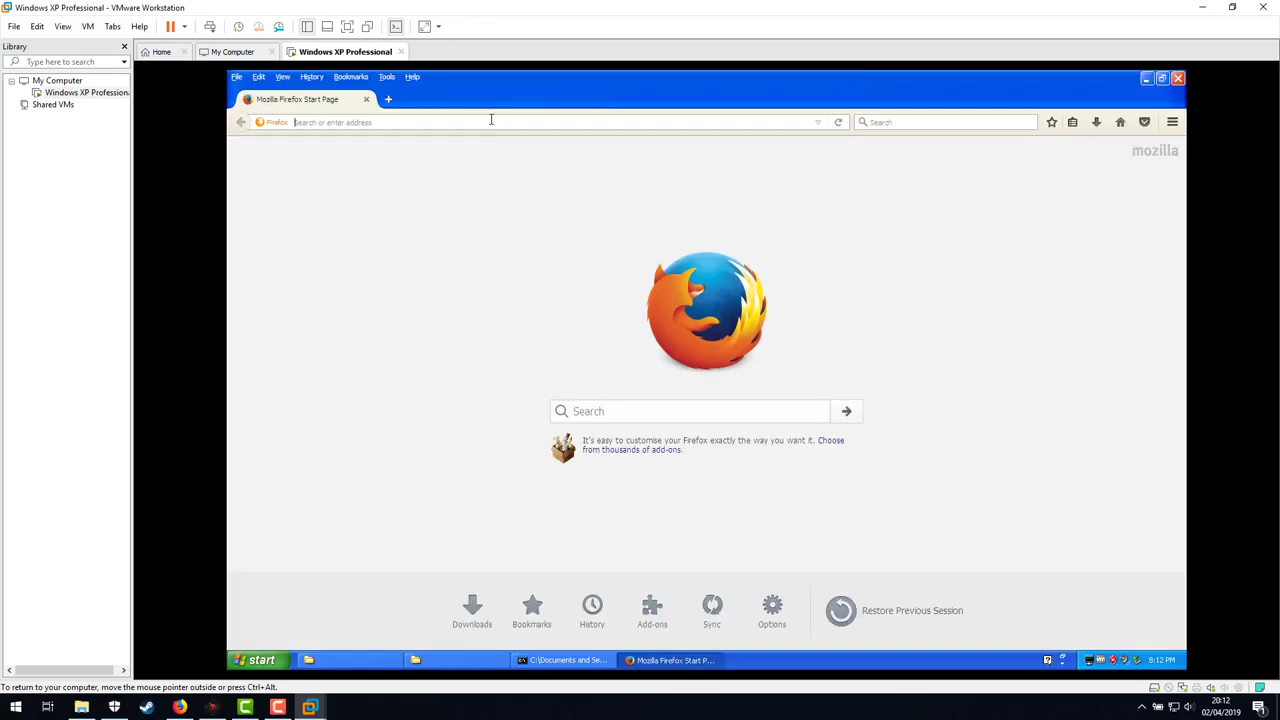 Windows XP Professional - VMware Workstation
File Edit View VM Tabs Help
Library
Type here to search
My Computer
Windows XP Profession
Shared VMs
Home My Computer Windows XP Professional
File Edit View History Bookmarks Tools Help
Mozilla Firefox Start Page
Firefox Search or enter address
Search
mozilla
Search
It's easy to customise your Firefox exactly the way you want it. Choose
from thousands of add-ons.
Downloads Bookmarks History Add-ons Sync Options
Restore Previous Session
start C:\Documents and Se... Mozilla Firefox Start P... 8:12 PM
To return to your computer, move the mouse pointer outside or press Ctrl+Alt.
20:12
02/04/2019